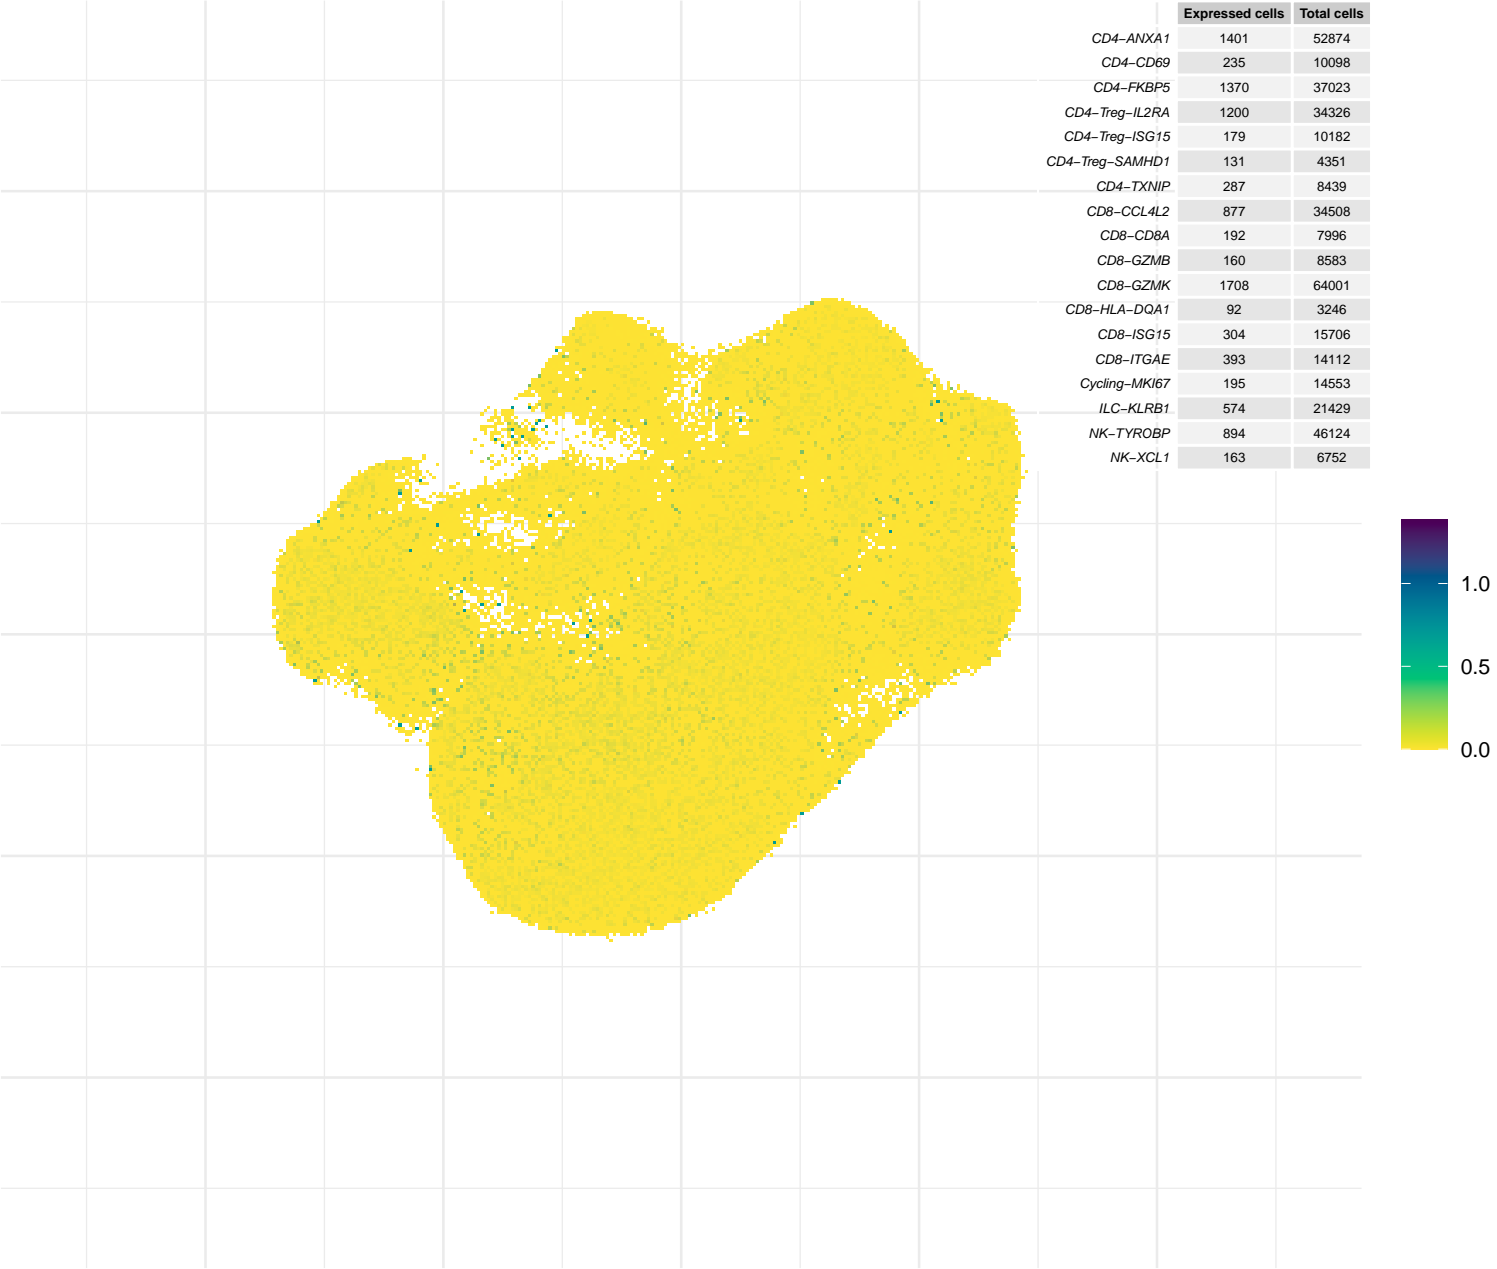 Expressed cells Total cells
CD4−ANXA1 1401 52874
CD4−CD69 235 10098
CD4−FKBP5 1370 37023
CD4−Treg−IL2RA 1200 34326
CD4−Treg−ISG15 179 10182
CD4−Treg−SAMHD1 131 4351
CD4−TXNIP 287 8439
CD8−CCL4L2 877 34508
CD8−CD8A 192 7996
CD8−GZMB 160 8583
CD8−GZMK 1708 64001
CD8−HLA−DQA1 92 3246
CD8−ISG15 304 15706
CD8−ITGAE 393 14112
Cycling−MKI67 195 14553
ILC−KLRB1 574 21429
NK−TYROBP 894 46124
NK−XCL1 163 6752
1.0
0.5
0.0